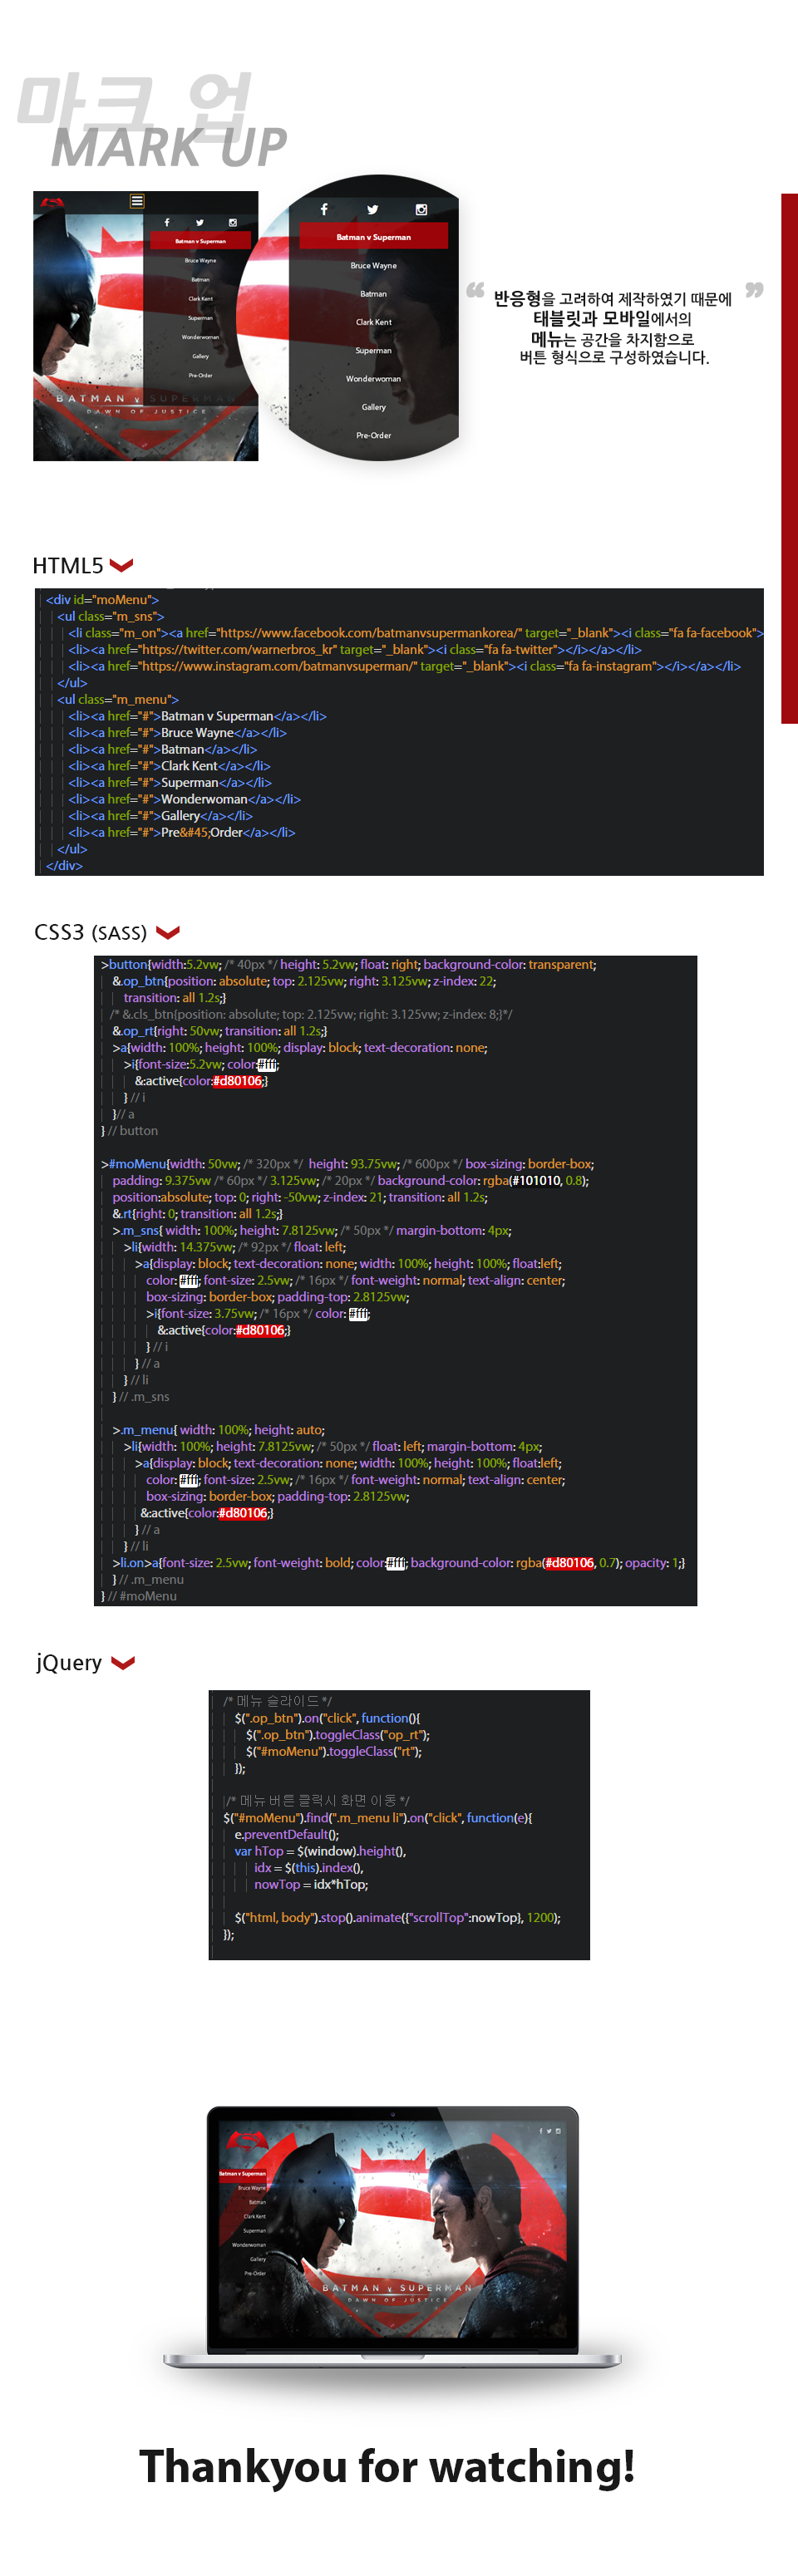 마크 업
MARK UP
Batman v Superman
Bruce Wayne
Batman
Clark Kent
Superman
Wonderwoman
Gallery
Pre-Order
BATMAN v SUPERMAN
DAWN OF JUSTICE
Batman v Superman
Bruce Wayne
Batman
Clark Kent
Superman
Wonderwoman
Gallery
Pre-Order
“ 반응형을 고려하여 제작하였기 때문에 ”
태블릿과 모바일에서의
메뉴는 공간을 차지함으로
버튼 형식으로 구성하였습니다.
HTML5
<div id="moMenu">
<ul class="m_sns">
<li class="m_on"><a href="https://www.facebook.com/batmanvsupermankorea/" target="_blank"><i class="fa fa-facebook">
<li><a href="https://twitter.com/warnerbros_kr" target="_blank"><i class="fa fa-twitter"></i></a></li>
<li><a href="https://www.instagram.com/batmanvsuperman/" target="_blank"><i class="fa fa-instagram"></i></a></li>
</ul>
<ul class="m_menu">
<li><a href="#">Batman v Superman</a></li>
<li><a href="#">Bruce Wayne</a></li>
<li><a href="#">Batman</a></li>
<li><a href="#">Clark Kent</a></li>
<li><a href="#">Superman</a></li>
<li><a href="#">Wonderwoman</a></li>
<li><a href="#">Gallery</a></li>
<li><a href="#">Pre&#45;Order</a></li>
</ul>
</div>
CSS3 (SASS)
>button{width:5.2vw; /* 40px */ height: 5.2vw; float: right; background-color: transparent;
&.op_btn{position: absolute; top: 2.125vw; right: 3.125vw; z-index: 22;
transition: all 1.2s;}
/* &.cls_btn{position: absolute; top: 2.125vw; right: 3.125vw; z-index: 8;}*/
&.op_rt{right: 50vw; transition: all 1.2s;}
>a{width: 100%; height: 100%; display: block; text-decoration: none;
>i{font-size:5.2vw; color:#fff;
&:active{color:#d80106;}
} // i
}// a
} // button
>#moMenu{width: 50vw; /* 320px */ height: 93.75vw; /* 600px */ box-sizing: border-box;
padding: 9.375vw /* 60px */ 3.125vw; /* 20px */ background-color: rgba(#101010, 0.8);
position:absolute; top: 0; right: -50vw; z-index: 21; transition: all 1.2s;
&.rt{right: 0; transition: all 1.2s;}
>.m_sns{ width: 100%; height: 7.8125vw; /* 50px */ margin-bottom: 4px;
>li{width: 14.375vw; /* 92px */ float: left;
>a{display: block; text-decoration: none; width: 100%; height: 100%; float:left;
color: #fff; font-size: 2.5vw; /* 16px */ font-weight: normal; text-align: center;
box-sizing: border-box; padding-top: 2.8125vw;
>i{font-size: 3.75vw; /* 16px */ color: #fff;
&:active{color:#d80106;}
} // i
} // a
} // li
} // .m_sns
>.m_menu{ width: 100%; height: auto;
>li{width: 100%; height: 7.8125vw; /* 50px */ float: left; margin-bottom: 4px;
>a{display: block; text-decoration: none; width: 100%; height: 100%; float:left;
color: #fff; font-size: 2.5vw; /* 16px */ font-weight: normal; text-align: center;
box-sizing: border-box; padding-top: 2.8125vw;
&:active{color:#d80106;}
} // a
} // li
>li.on>a{font-size: 2.5vw; font-weight: bold; color:#fff; background-color: rgba(#d80106, 0.7); opacity: 1;}
} // .m_menu
} // #moMenu
jQuery
/* 메뉴 슬라이드 */
$(".op_btn").on("click", function(){
$(".op_btn").toggleClass("op_rt");
$("#moMenu").toggleClass("rt");
});
/* 메뉴 버튼 클릭시 화면 이동 */
$("#moMenu").find(".m_menu li").on("click", function(e){
e.preventDefault();
var hTop = $(window).height(),
idx = $(this).index(),
nowTop = idx*hTop;
$("html, body").stop().animate({"scrollTop":nowTop}, 1200);
});
Batman v Superman
Bruce Wayne
Batman
Clark Kent
Superman
Wonderwoman
Gallery
Pre-Order
BATMAN v SUPERMAN
DAWN OF JUSTICE
Thankyou for watching!